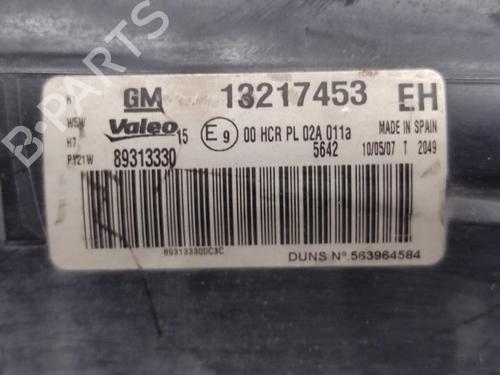 B-PARTS
H1 GM 13217453 EH
W5W Valeo 15 E9 00 HCR PL 02A 011a MADE IN SPAIN
H7 5642 10/05/07 T 2049
PY21W 89313330
89313330DC3C
DUNS Nº.563964584